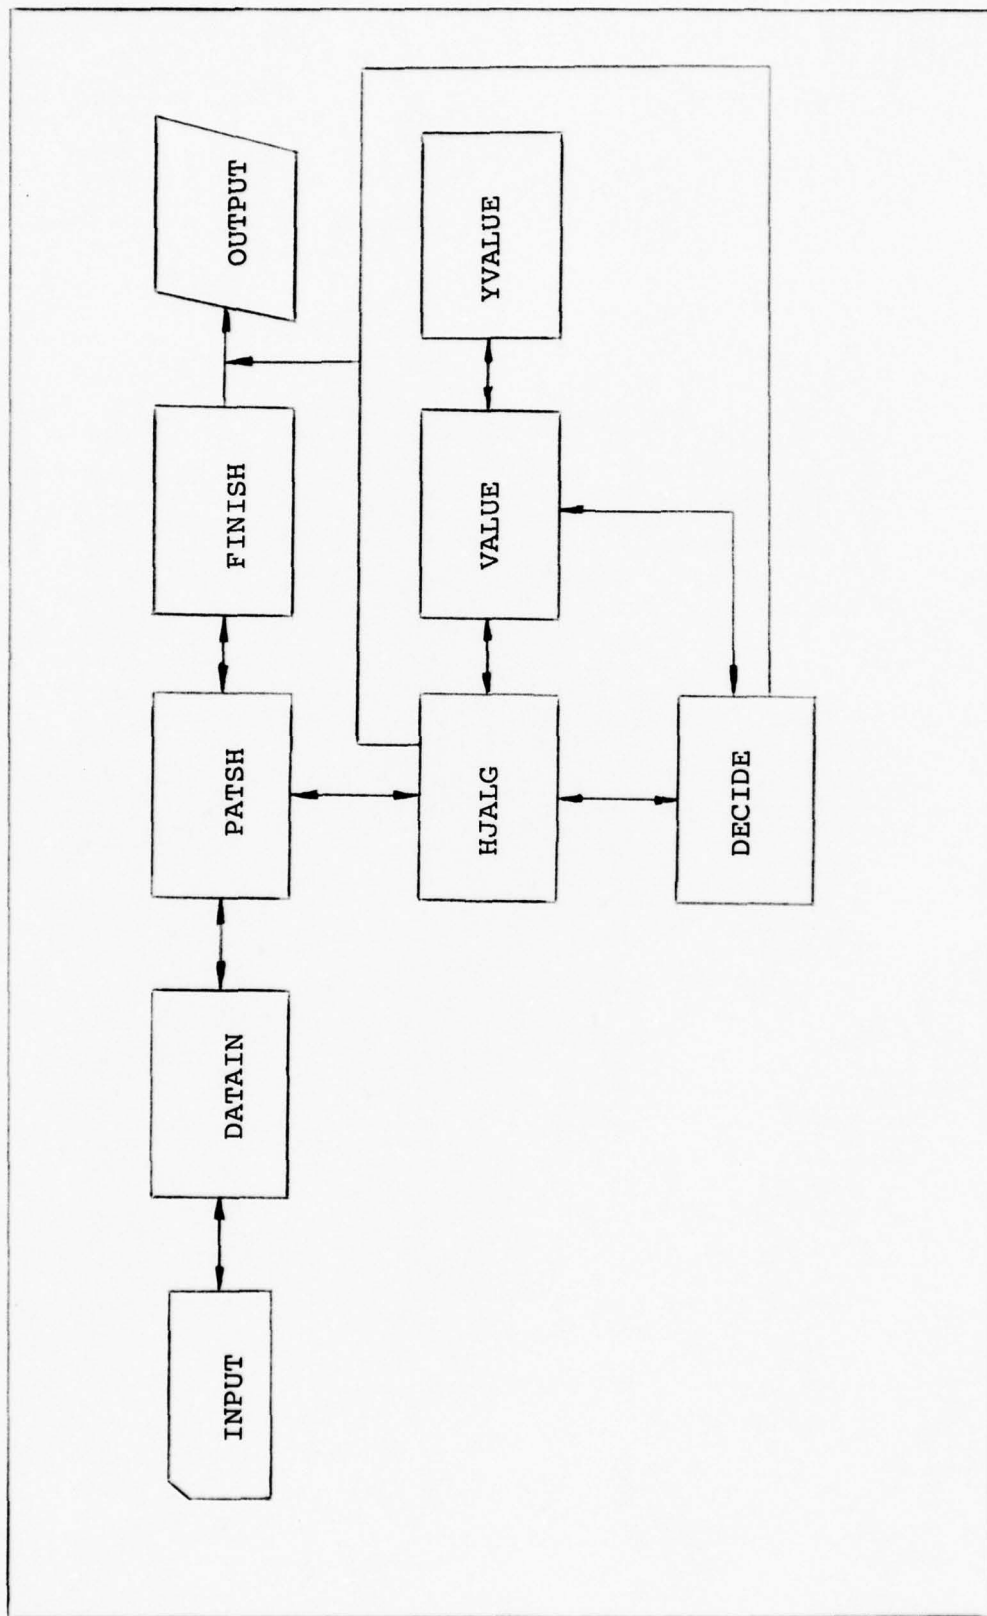 INPUT
DATAIN
PATSH
FINISH
OUTPUT
HJALG
VALUE
YVALUE
DECIDE